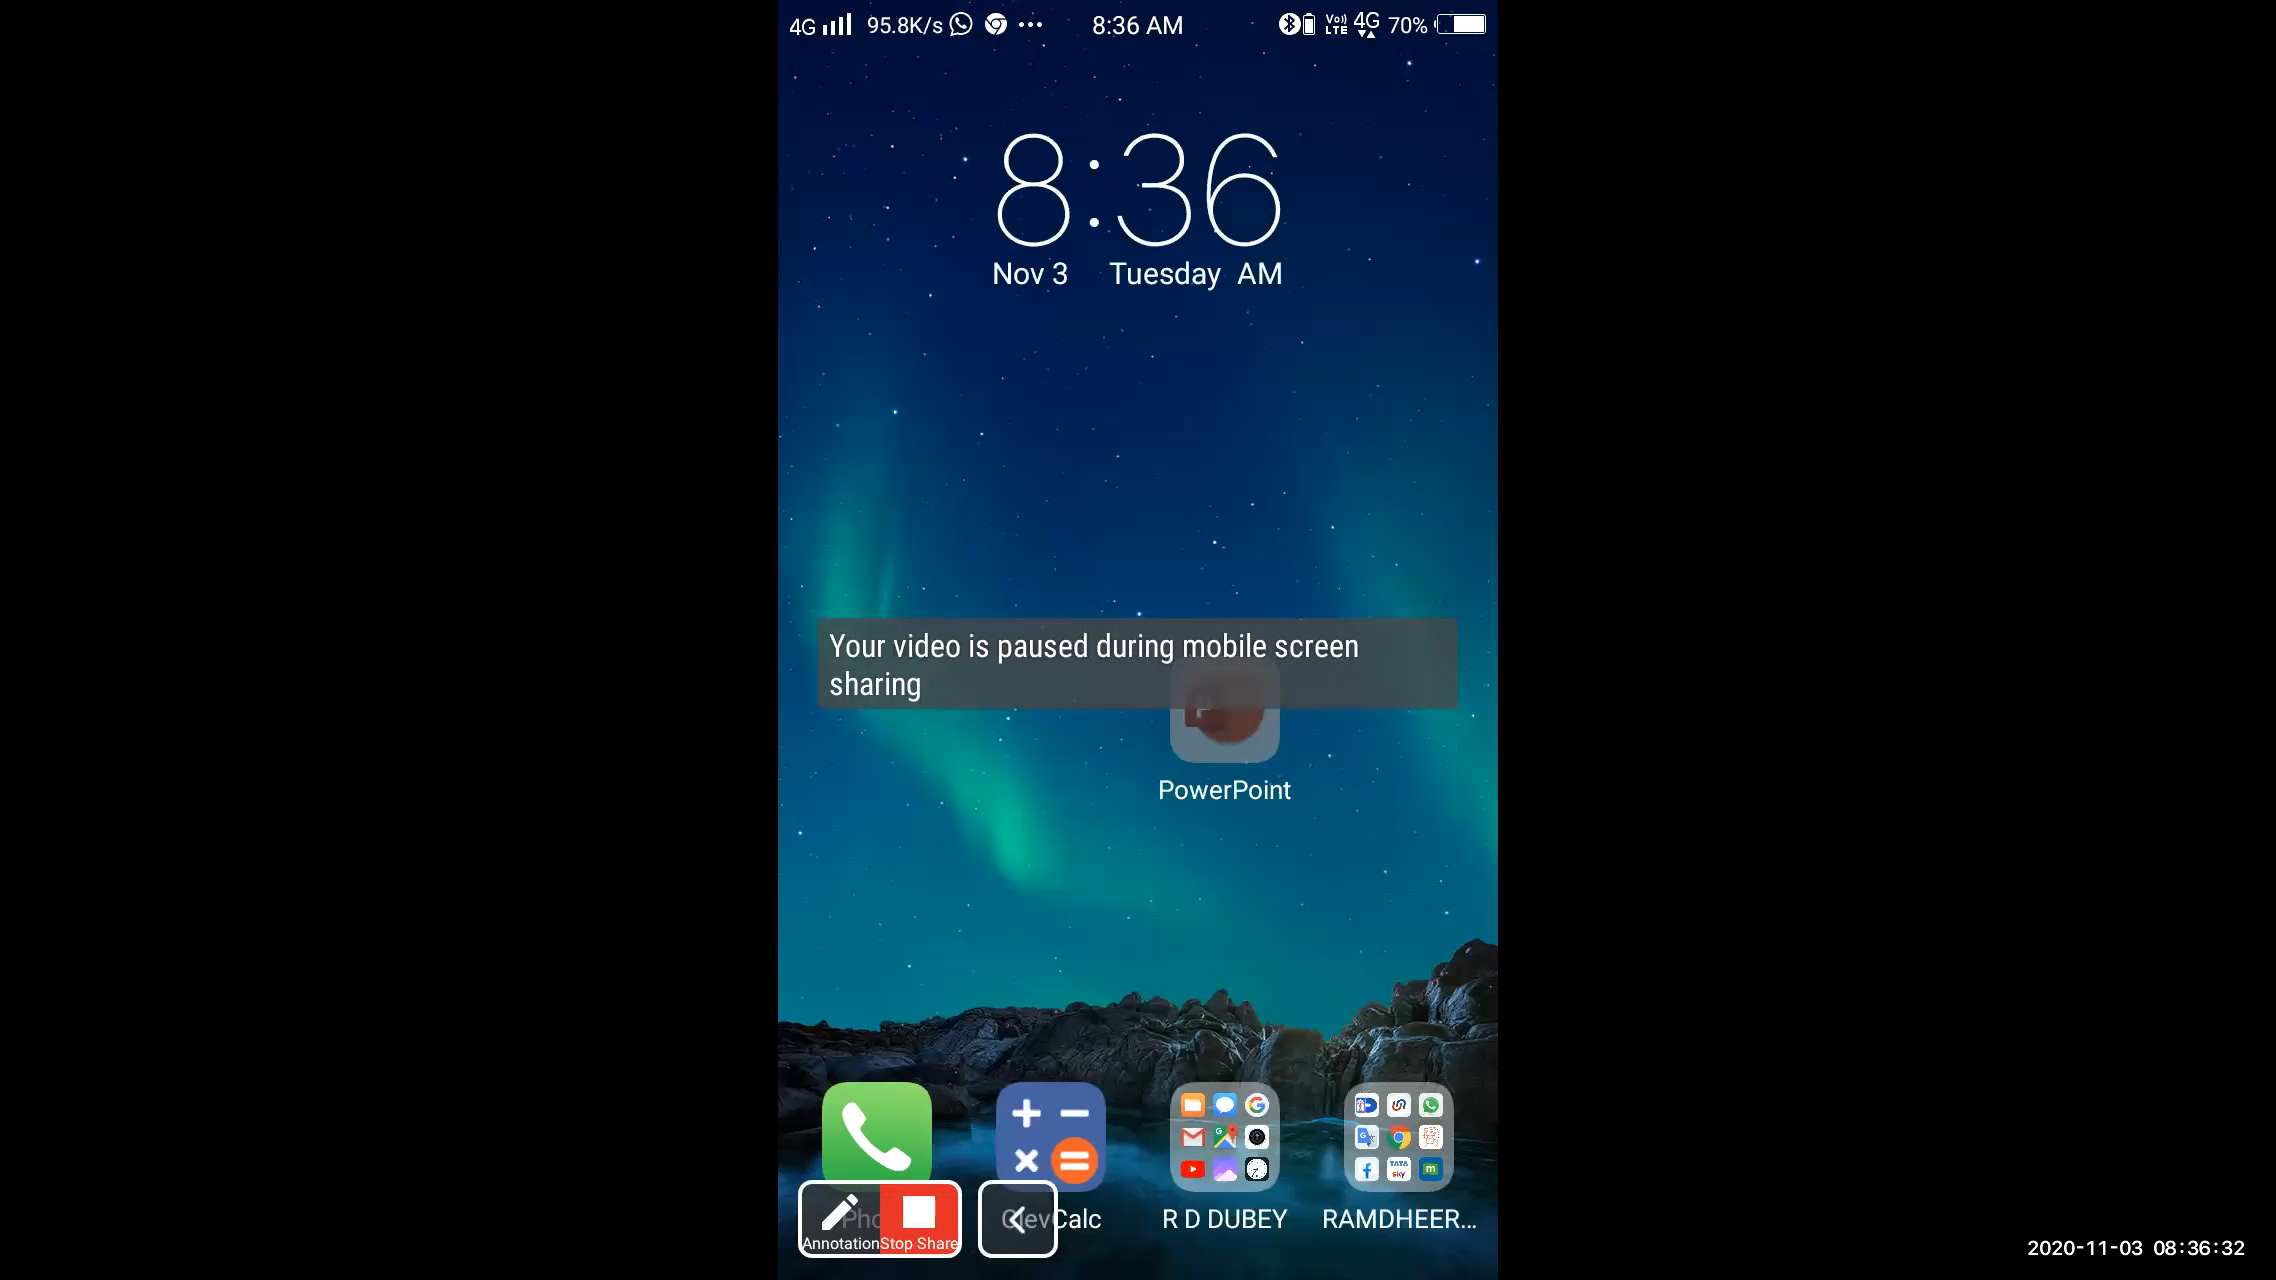 4G 95.8K/s 8:36 AM VoLTE 4G 70%
8:36
Nov 3 Tuesday AM
Your video is paused during mobile screen
sharing
PowerPoint
Annotation Stop Share Calc R D DUBEY RAMDHEER...
2020-11-03 08:36:32